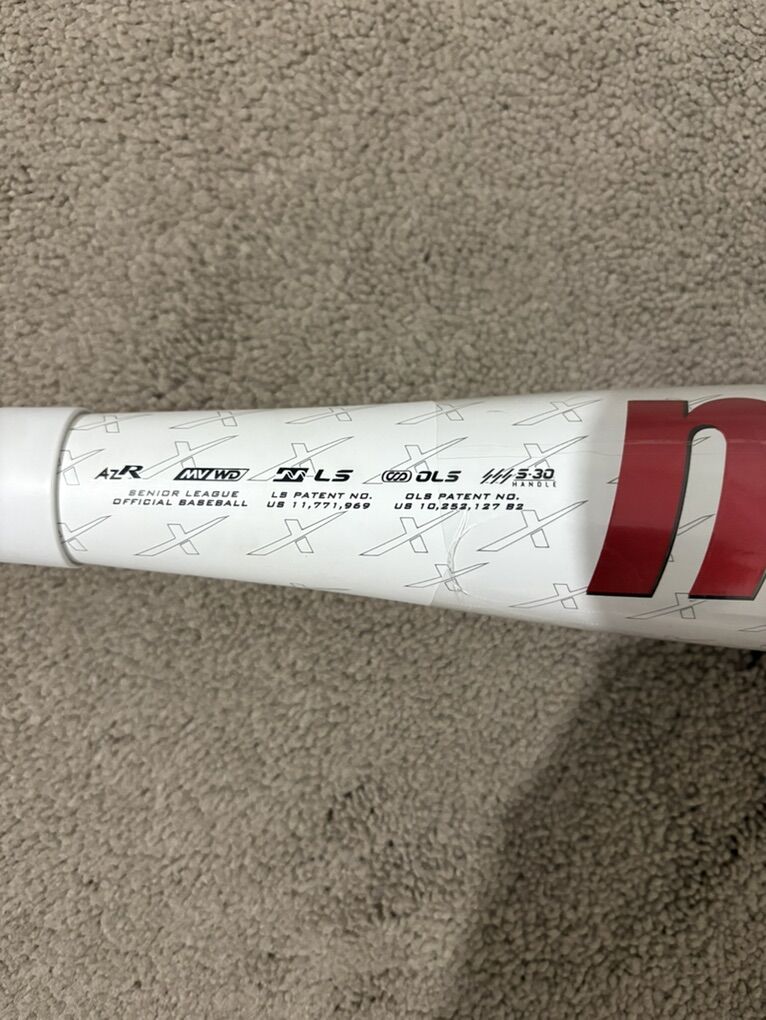 AZR MV/WD LS OLS S-30
HANDLE
SENIOR LEAGUE LS PATENT NO. OLS PATENT NO.
OFFICIAL BASEBALL US 11,771,969 US 10,252,127 B2
m